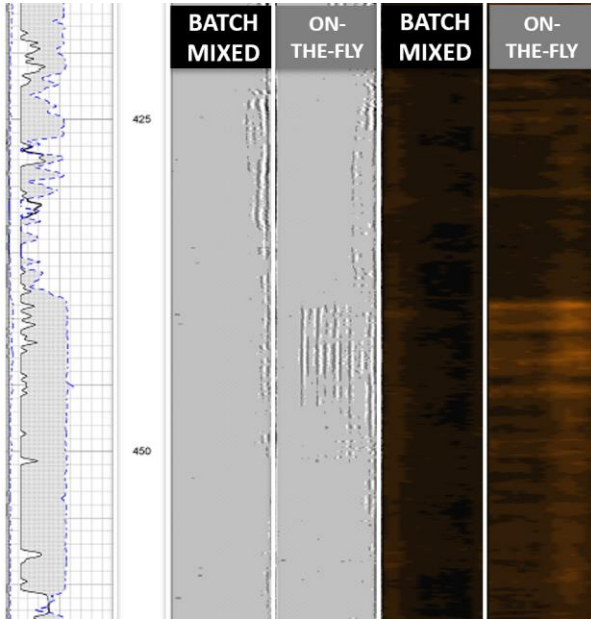 BATCH
MIXED
ON-
THE-FLY
BATCH
MIXED
ON-
THE-FLY
425
450